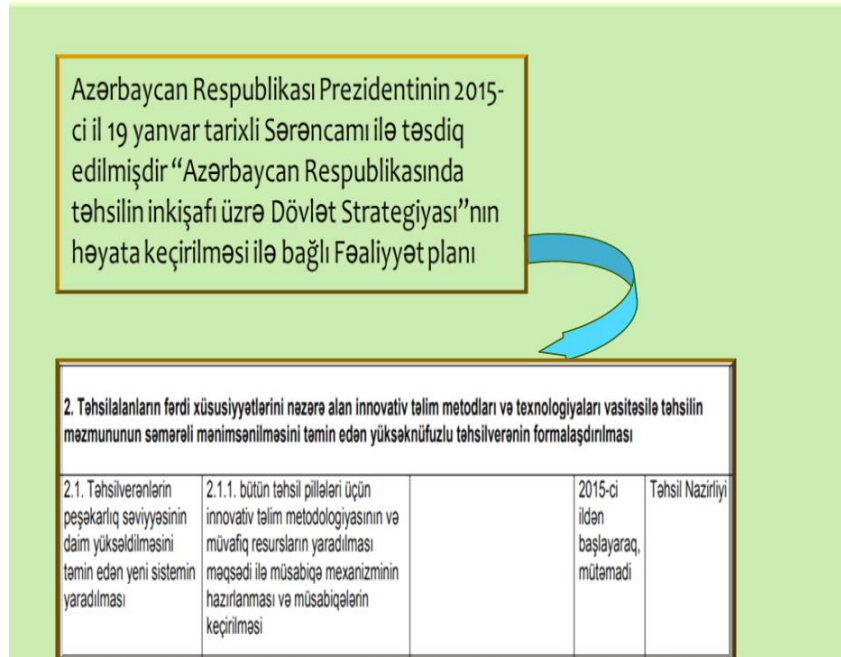 Azərbaycan Respublikası Prezidentinin 2015-
ci il 19 yanvar tarixli Sərəncamı ilə təsdiq
edilmişdir “Azərbaycan Respublikasında
təhsilin inkişafı üzrə Dövlət Strategiyası”nın
həyata keçirilməsi ilə bağlı Fəaliyyət planı
2. Təhsilalanların fərdi xüsusiyyətlərini nəzərə alan innovativ təlim metodları və texnologiyaları vasitəsilə təhsilin
məzmununun səmərəli mənimsənilməsini təmin edən yüksəknüfuzlu təhsilverənin formalaşdırılması
2.1. Təhsilverənlərin
peşəkarlıq səviyyəsinin
daim yüksəldilməsini
təmin edən yeni sistemin
yaradılması
2.1.1. bütün təhsil pillələri üçün
innovativ təlim metodologiyasının və
müvafiq resursların yaradılması
məqsədi ilə müsabiqə mexanizminin
hazırlanması və müsabiqələrin
keçirilməsi
2015-ci
ildən
başlayaraq,
mütəmadi
Təhsil Nazirliyi